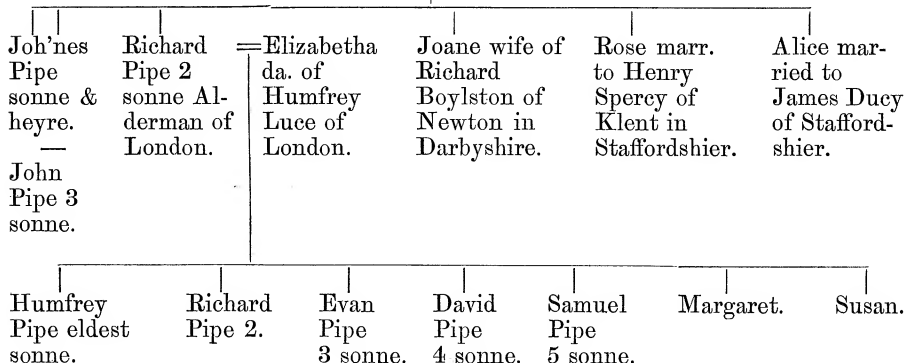 Joh'nes
Pipe
sonne &
heyre.
—
John
Pipe 3
sonne.
Richard
Pipe 2
sonne Al-
derman of
London.
=Elizabetha
da. of
Humfrey
Luce of
London.
Joane wife of
Richard
Boylston of
Newton in
Darbyshire.
Rose marr.
to Henry
Spercy of
Klent in
Staffordshier.
Alice mar-
ried to
James Ducy
of Stafford-
shier.
Humfrey
Pipe eldest
sonne.
Richard
Pipe 2.
Evan
Pipe
3 sonne.
David
Pipe
4 sonne.
Samuel
Pipe
5 sonne.
Margaret.
Susan.